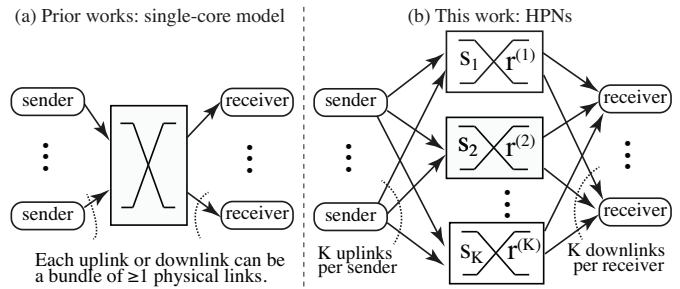 (a) Prior works: single-core model
sender
sender
receiver
receiver
Each uplink or downlink can be
a bundle of ≥1 physical links.
(b) This work: HPNs
sender
sender
S₁ r⁽¹⁾
S₂ r⁽²⁾
S_K r⁽ᴷ⁾
receiver
receiver
K uplinks
per sender
K downlinks
per receiver